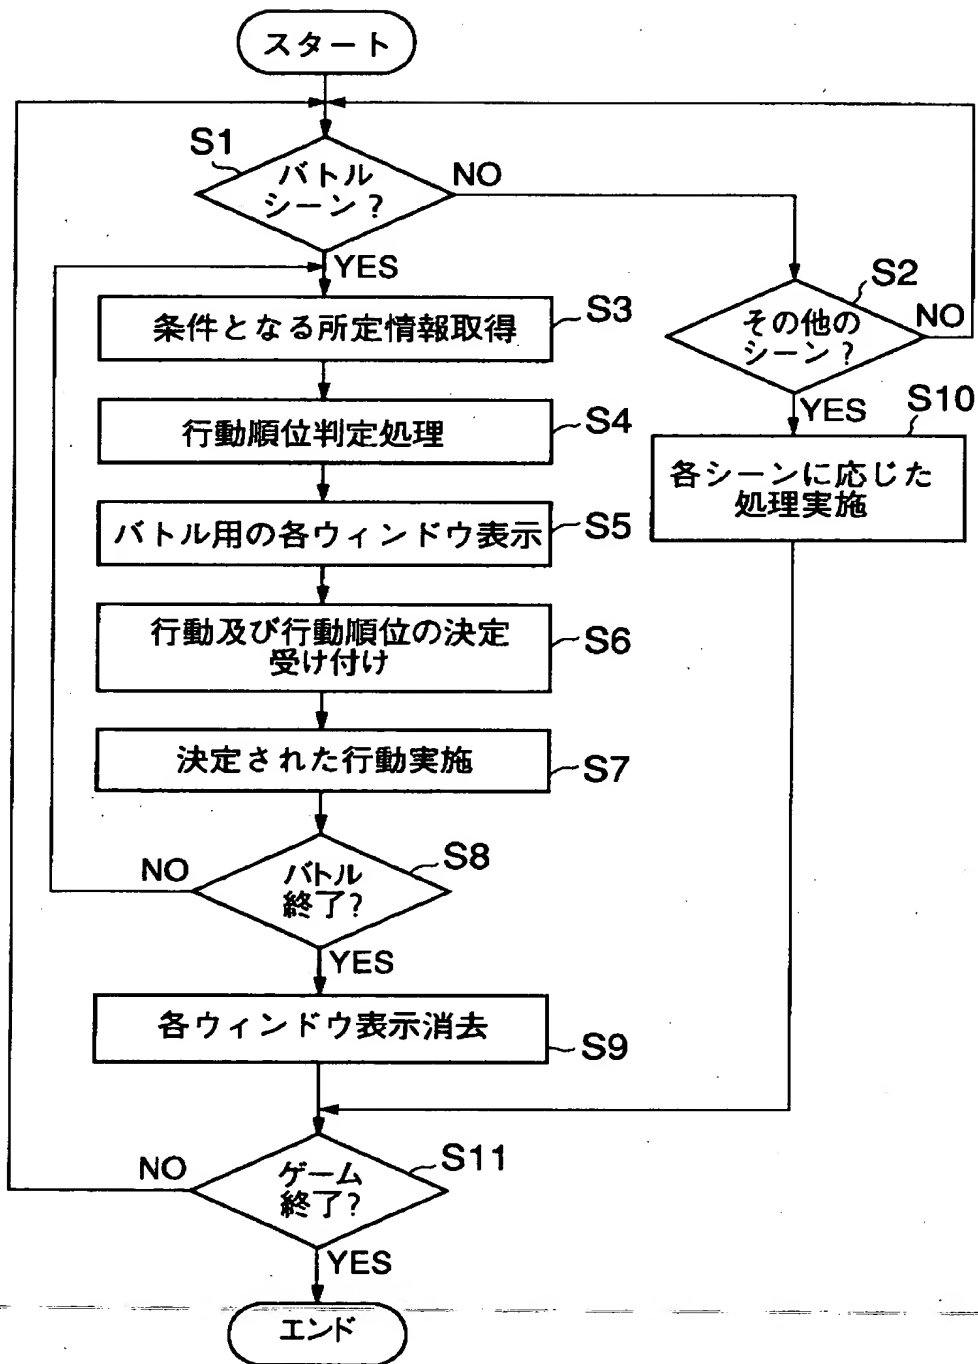 スタート
S1
バトル
シーン?
NO
YES
S2
その他の
シーン?
NO
YES
条件となる所定情報取得
S3
行動順位判定処理
S4
S10
各シーンに応じた
処理実施
バトル用の各ウィンドウ表示
S5
行動及び行動順位の決定
受け付け
S6
決定された行動実施
S7
バトル
終了?
S8
NO
YES
各ウィンドウ表示消去
S9
ゲーム
終了?
S11
NO
YES
エンド